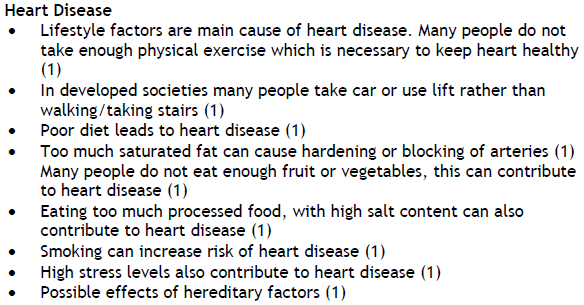 Heart Disease
• Lifestyle factors are main cause of heart disease. Many people do not
take enough physical exercise which is necessary to keep heart healthy
(1)
• In developed societies many people take car or use lift rather than
walking/taking stairs (1)
• Poor diet leads to heart disease (1)
• Too much saturated fat can cause hardening or blocking of arteries (1)
Many people do not eat enough fruit or vegetables, this can contribute
to heart disease (1)
• Eating too much processed food, with high salt content can also
contribute to heart disease (1)
• Smoking can increase risk of heart disease (1)
• High stress levels also contribute to heart disease (1)
• Possible effects of hereditary factors (1)